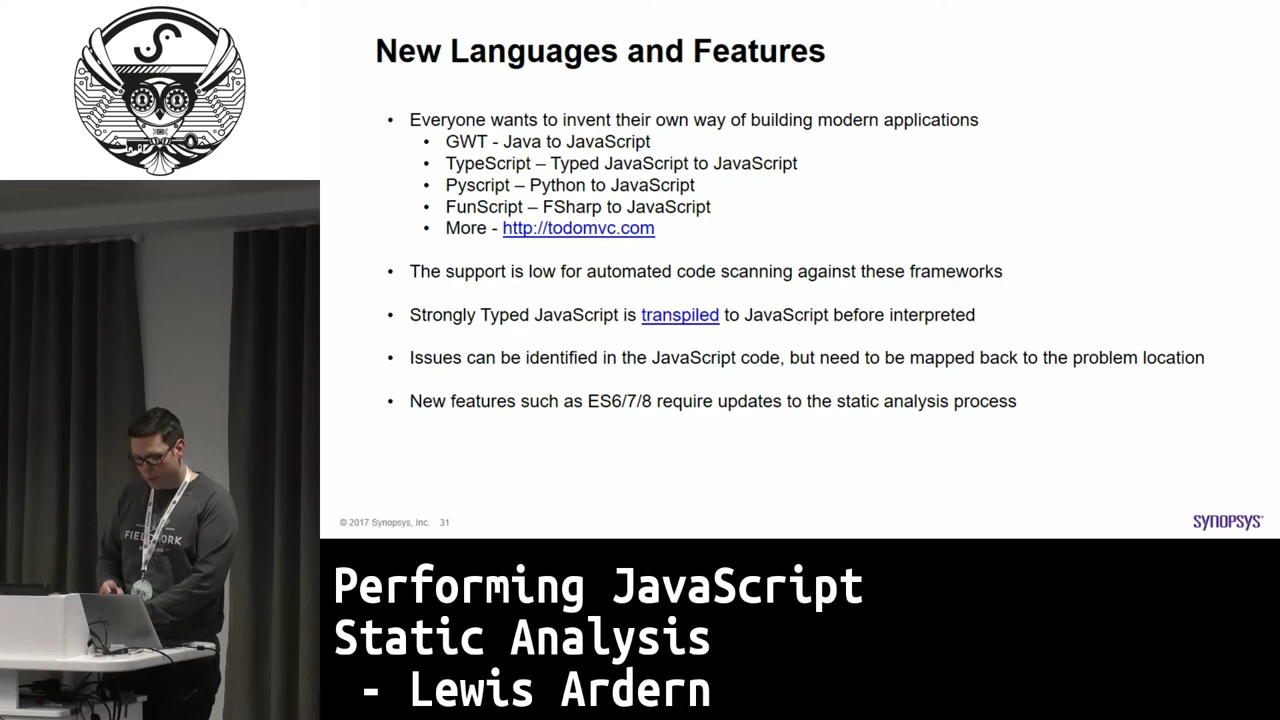 New Languages and Features
• Everyone wants to invent their own way of building modern applications
• GWT - Java to JavaScript
• TypeScript – Typed JavaScript to JavaScript
• Pyscript – Python to JavaScript
• FunScript – FSharp to JavaScript
• More - http://todomvc.com
• The support is low for automated code scanning against these frameworks
• Strongly Typed JavaScript is transpiled to JavaScript before interpreted
• Issues can be identified in the JavaScript code, but need to be mapped back to the problem location
• New features such as ES6/7/8 require updates to the static analysis process
© 2017 Synopsys, Inc. 31
SYNOPSYS
FIELDWORK
Performing JavaScript
Static Analysis
- Lewis Ardern